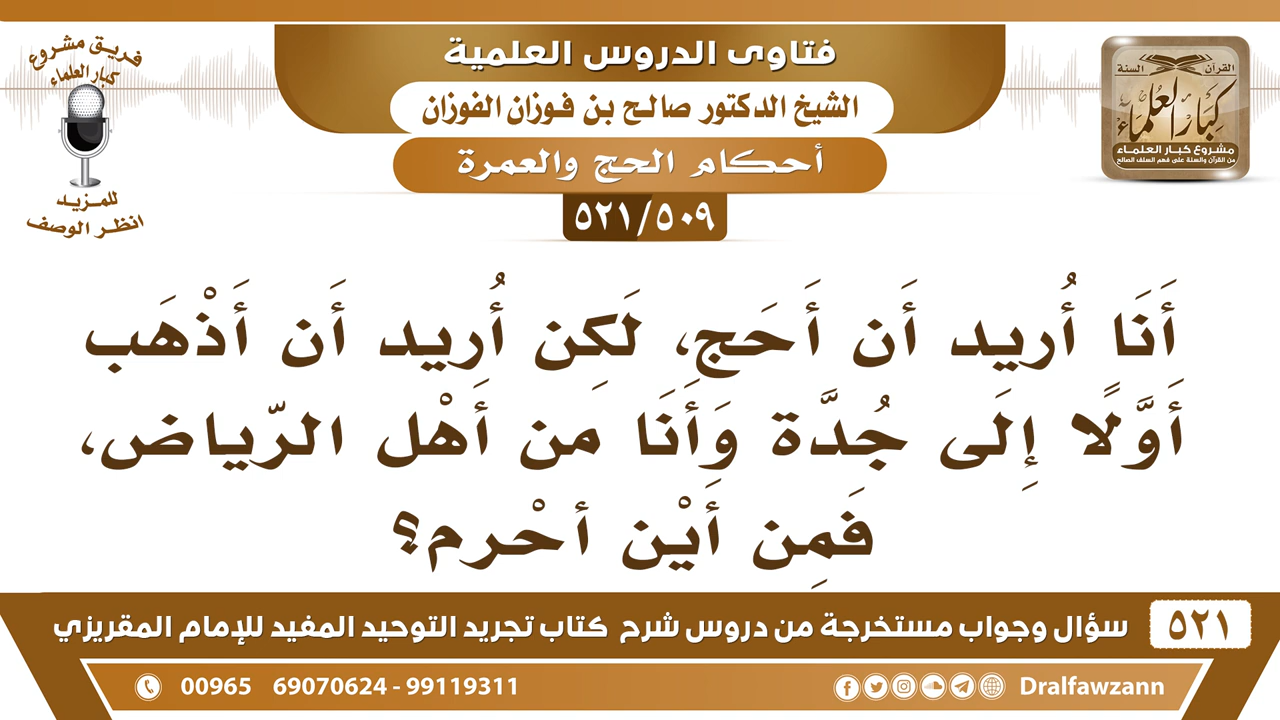 فتاوى الدروس العلمية
الشيخ الدكتور صالح بن فوزان الفوزان
أحكام الحج والعمرة
٥٢١/٥٠٩
فريق مشروع
كبار العلماء
للمزيد
انظر الوصف
القرآن السنة
كبار العلماء
مشروع كبار العلماء
من القرآن والسنة على فهم السلف الصالح
أَنَا أُرِيد أَن أَحَج، لَكِن أُرِيد أَن أَذْهَب
أَوَّلًا إِلَى جُدَّة وَأَنَا مِن أَهْل الرِّياض،
فَمِن أَيْن أحْرم؟
سؤال وجواب مستخرجة من دروس شرح كتاب تجريد التوحيد المفيد للإمام المقريزي
٥٢١
00965 69070624 - 99119311
Dralfawzann